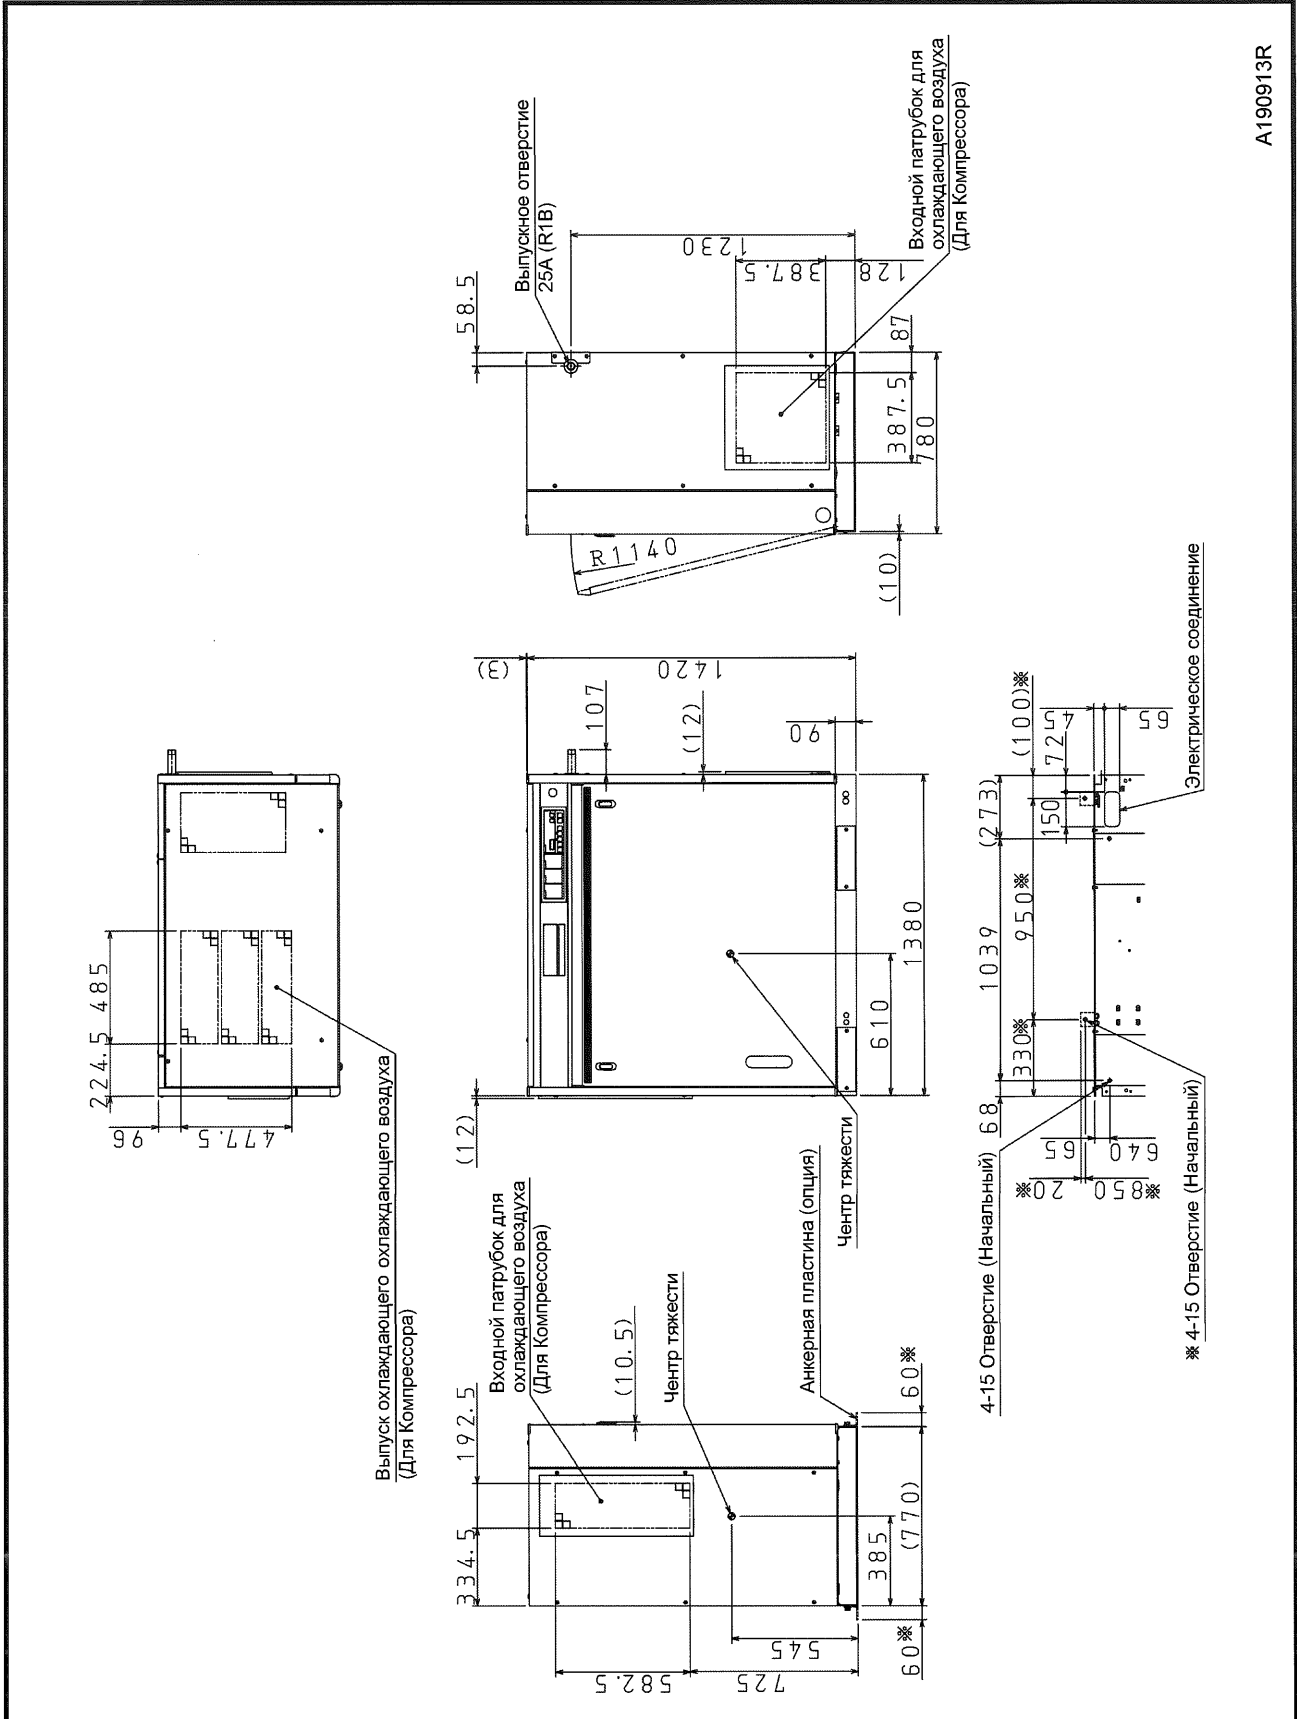 A190913R
Выпуск охлаждающего охлаждающего воздуха
(Для Компрессора)
224.5
485
96
477.5
Входной патрубок для
охлаждающего воздуха
(Для Компрессора)
334.5
192.5
(10.5)
Чентр тяжести
Анкерная пластина (опция)
582.5
725
545
385
(770)
60※
60※
(12)
(3)
107
(12)
1420
90
610
1380
Чентр тяжести
58.5
Выпускное отверстие
25A (R1B)
1230
387.5
128
Входной патрубок для
охлаждающего воздуха
(Для Компрессора)
R1140
87
387.5
780
(10)
68
1039
(273)
330※
950※
(100)※
150
72
45
65
65
640
※20
850※
Электрическое соединение
4-15 Отверстие (Начальный)
※ 4-15 Отверстие (Начальный)